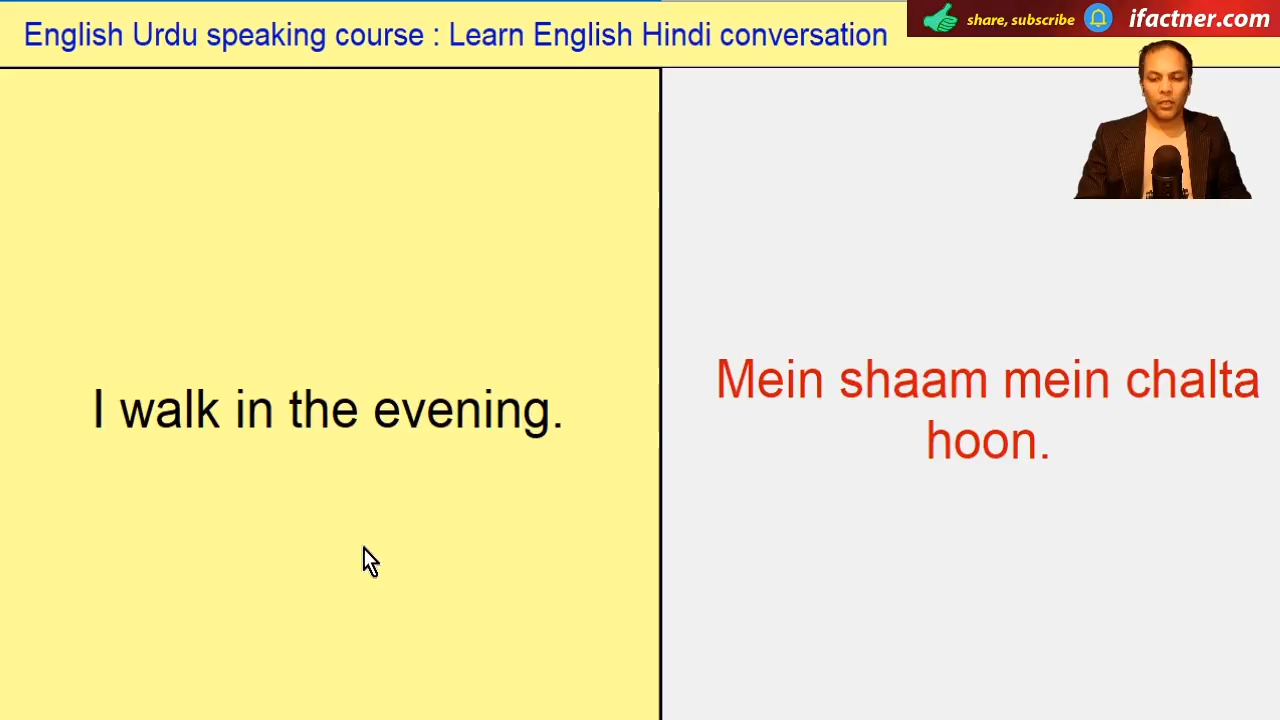 English Urdu speaking course : Learn English Hindi conversation
share, subscribe
ifactner.com
I walk in the evening.
Mein shaam mein chalta
hoon.